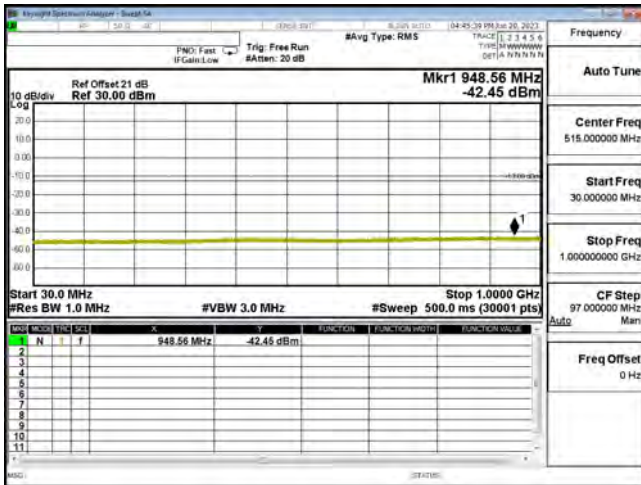 Keysight Spectrum Analyzer - Swept SA
SENSE:INT
ALIGN AUTO
04:45:39 PM Jun 20, 2023
Frequency
#Avg Type: RMS
TRACE 1 2 3 4 5 6
TYPE M WWWWW
DET A N N N N N
PNO: Fast
IFGain:Low
Trig: Free Run
#Atten: 20 dB
Auto Tune
Mkr1 948.56 MHz
-42.45 dBm
Ref Offset 21 dB
10 dB/div
Ref 30.00 dBm
Log
20.0
10.0
0.00
-10.0
-20.0
-30.0
-40.0
-50.0
-60.0
1
Center Freq
515.000000 MHz
Start Freq
30.000000 MHz
Stop Freq
1.000000000 GHz
CF Step
97.000000 MHz
Auto Man
Freq Offset
0 Hz
Start 30.0 MHz
Stop 1.0000 GHz
#Res BW 1.0 MHz
#VBW 3.0 MHz
#Sweep 500.0 ms (30001 pts)
MKR MODE TRC SCL X Y FUNCTION FUNCTION WIDTH FUNCTION VALUE
1 N 1 f 948.56 MHz -42.45 dBm
2
3
4
5
6
7
8
9
10
11
MSG
STATUS